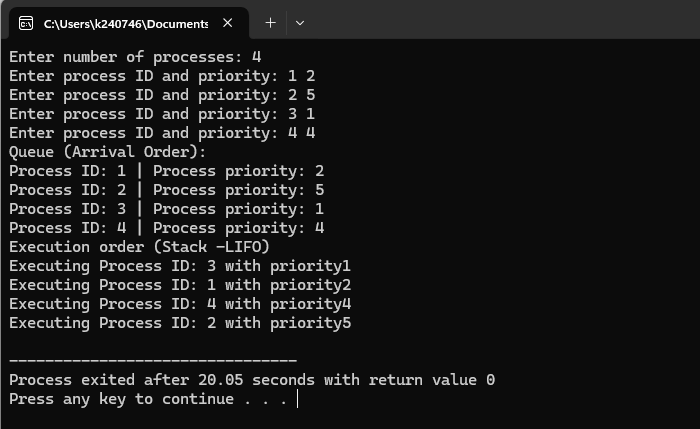 C:\Users\k240746\Documents
Enter number of processes: 4
Enter process ID and priority: 1 2
Enter process ID and priority: 2 5
Enter process ID and priority: 3 1
Enter process ID and priority: 4 4
Queue (Arrival Order):
Process ID: 1 | Process priority: 2
Process ID: 2 | Process priority: 5
Process ID: 3 | Process priority: 1
Process ID: 4 | Process priority: 4
Execution order (Stack –LIFO)
Executing Process ID: 3 with priority1
Executing Process ID: 1 with priority2
Executing Process ID: 4 with priority4
Executing Process ID: 2 with priority5
--------------------------------
Process exited after 20.05 seconds with return value 0
Press any key to continue . . .